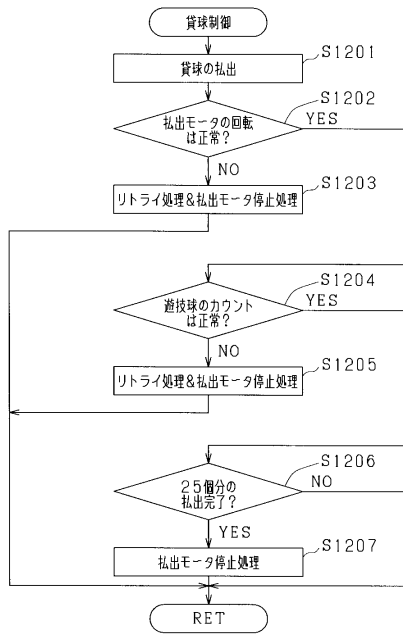 貸球制御
S1201
貸球の払出
S1202
払出モータの回転
は正常?
YES
NO
S1203
リトライ処理&払出モータ停止処理
S1204
遊技球のカウント
は正常?
YES
NO
S1205
リトライ処理&払出モータ停止処理
S1206
25個分の
払出完了?
NO
YES
S1207
払出モータ停止処理
RET